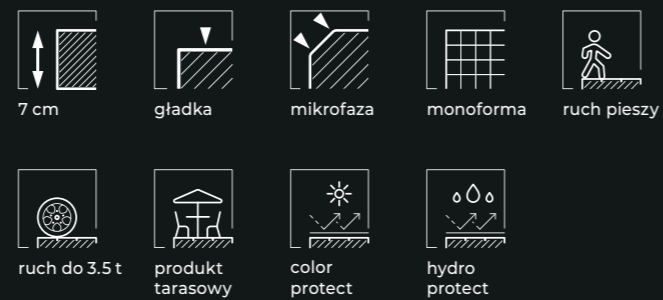 7 cm
gładka
mikrofaza
monoforma
ruch pieszy
ruch do 3.5 t
produkt
tarasowy
color
protect
hydro
protect